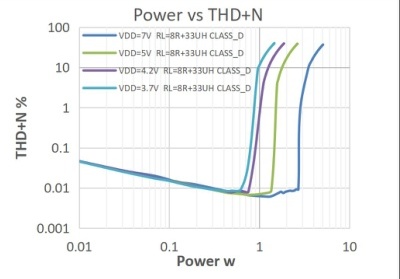 Power vs THD+N
100
10
1
0.1
0.01
0.001
THD+N %
VDD=7V RL=8R+33UH CLASS_D
VDD=5V RL=8R+33UH CLASS_D
VDD=4.2V RL=8R+33UH CLASS_D
VDD=3.7V RL=8R+33UH CLASS_D
0.01 0.1 1 10
Power w